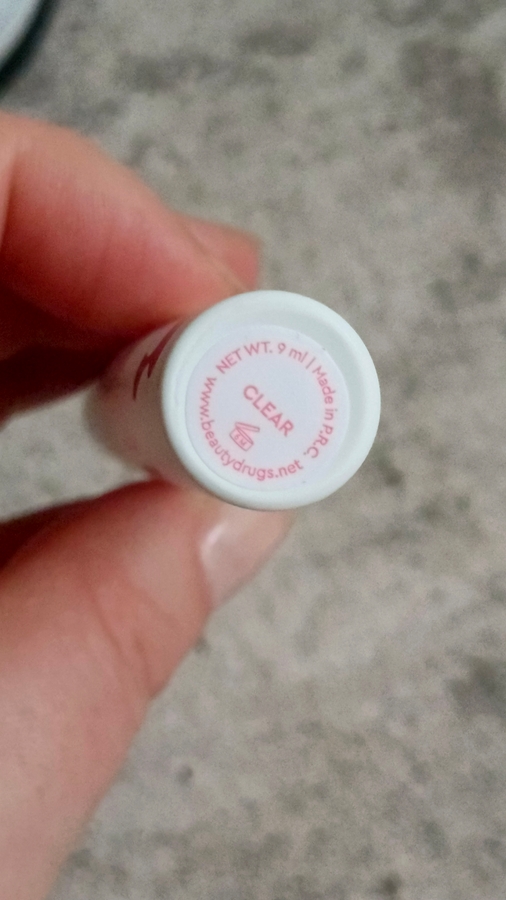 NET WT. 9 ml | Made in P.R.C.
CLEAR
www.beautydrugs.net